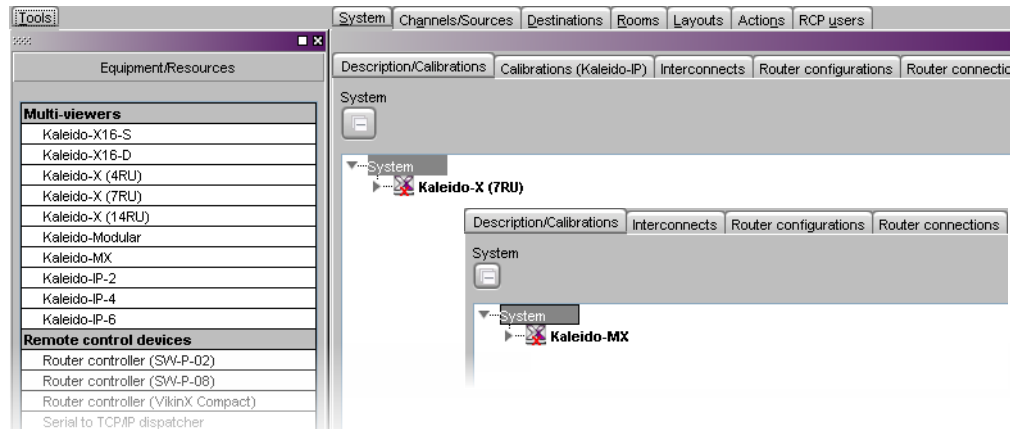 Tools
System Channels/Sources Destinations Rooms Layouts Actions RCP users
Equipment/Resources
Description/Calibrations Calibrations (Kaleido-IP) Interconnects Router configurations Router connectio
System
Multi-viewers
Kaleido-X16-S
Kaleido-X16-D
Kaleido-X (4RU)
Kaleido-X (7RU)
Kaleido-X (14RU)
Kaleido-Modular
Kaleido-MX
Kaleido-IP-2
Kaleido-IP-4
Kaleido-IP-6
Remote control devices
Router controller (SW-P-02)
Router controller (SW-P-08)
Router controller (VikinX Compact)
Serial to TCP/IP dispatcher
System
Kaleido-X (7RU)
Description/Calibrations Interconnects Router configurations Router connections
System
System
Kaleido-MX